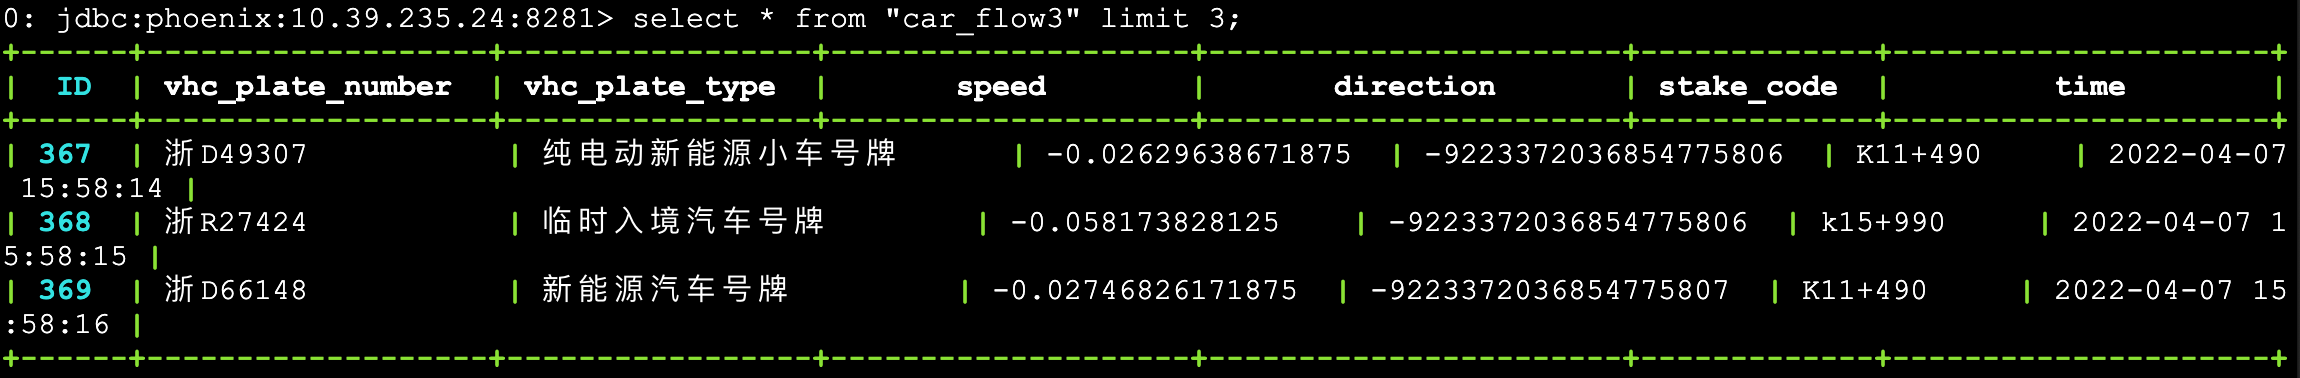 0: jdbc:phoenix:10.39.235.24:8281> select * from "car_flow3" limit 3;
+------+--------------------+------------------+---------------------+------------------------+--------------+----------------------+
|  ID  | vhc_plate_number  | vhc_plate_type  |       speed        |       direction       | stake_code  |         time        |
+------+--------------------+------------------+---------------------+------------------------+--------------+----------------------+
| 367  | 浙D49307           | 纯电动新能源小车号牌      | -0.02629638671875  | -9223372036854775806  | K11+490     | 2022-04-07
 15:58:14 |
| 368  | 浙R27424           | 临时入境汽车号牌        | -0.058173828125    | -9223372036854775806  | k15+990     | 2022-04-07 1
5:58:15 |
| 369  | 浙D66148           | 新能源汽车号牌         | -0.02746826171875  | -9223372036854775807  | K11+490     | 2022-04-07 15
:58:16 |
+------+--------------------+------------------+---------------------+------------------------+--------------+----------------------+